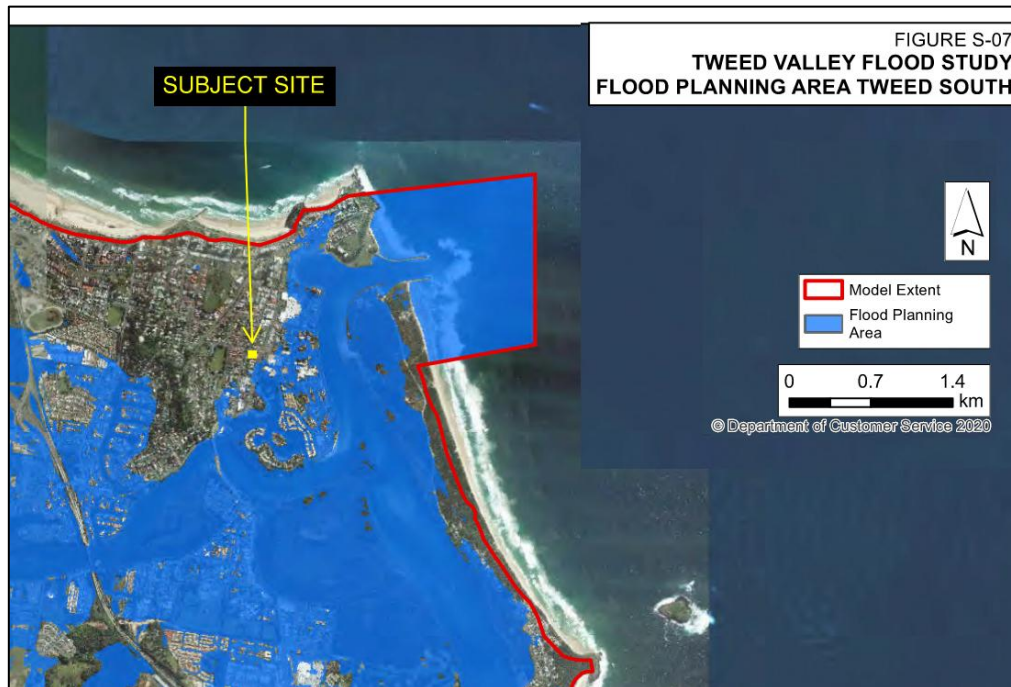 FIGURE S-07
TWEED VALLEY FLOOD STUDY
FLOOD PLANNING AREA TWEED SOUTH
SUBJECT SITE
N
Model Extent
Flood Planning
Area
0 0.7 1.4
km
© Department of Customer Service 2020